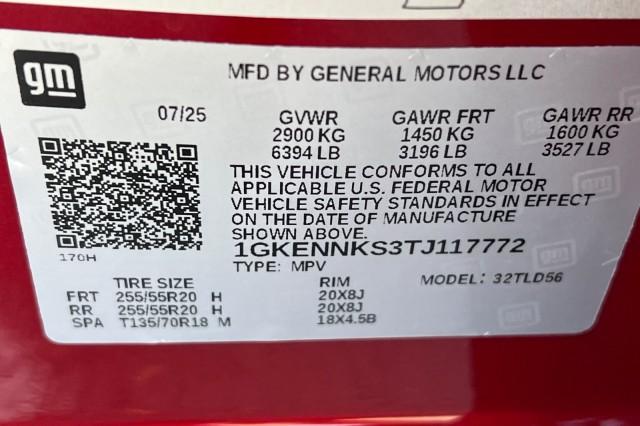 gm
MFD BY GENERAL MOTORS LLC
07/25 GVWR GAWR FRT GAWR RR
2900 KG 1450 KG 1600 KG
6394 LB 3196 LB 3527 LB
THIS VEHICLE CONFORMS TO ALL
APPLICABLE U.S. FEDERAL MOTOR
VEHICLE SAFETY STANDARDS IN EFFECT
ON THE DATE OF MANUFACTURE
SHOWN ABOVE.
170H
1GKENNKS3TJ117772
TYPE: MPV
MODEL: 32TLD56
TIRE SIZE RIM
FRT 255/55R20 H 20X8J
RR 255/55R20 H 20X8J
SPA T135/70R18 M 18X4.5B